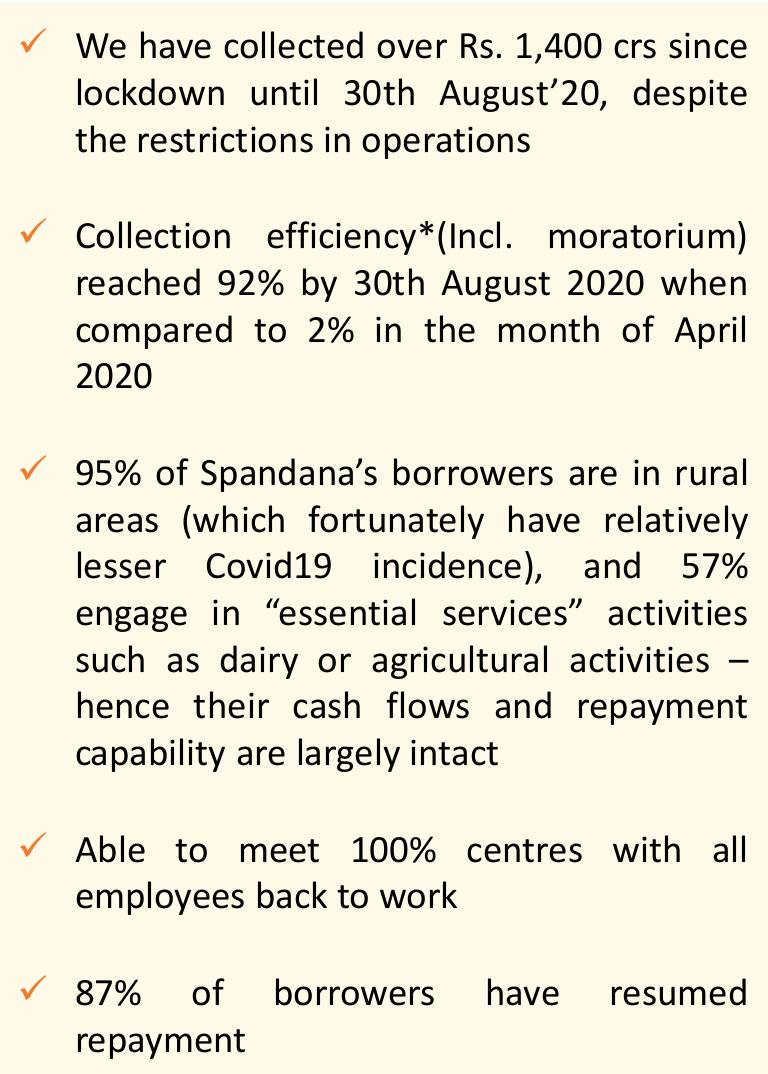 ✓ We have collected over Rs. 1,400 crs since
lockdown until 30th August’20, despite
the restrictions in operations
✓ Collection efficiency*(Incl. moratorium)
reached 92% by 30th August 2020 when
compared to 2% in the month of April
2020
✓ 95% of Spandana’s borrowers are in rural
areas (which fortunately have relatively
lesser Covid19 incidence), and 57%
engage in “essential services” activities
such as dairy or agricultural activities –
hence their cash flows and repayment
capability are largely intact
✓ Able to meet 100% centres with all
employees back to work
✓ 87% of borrowers have resumed
repayment